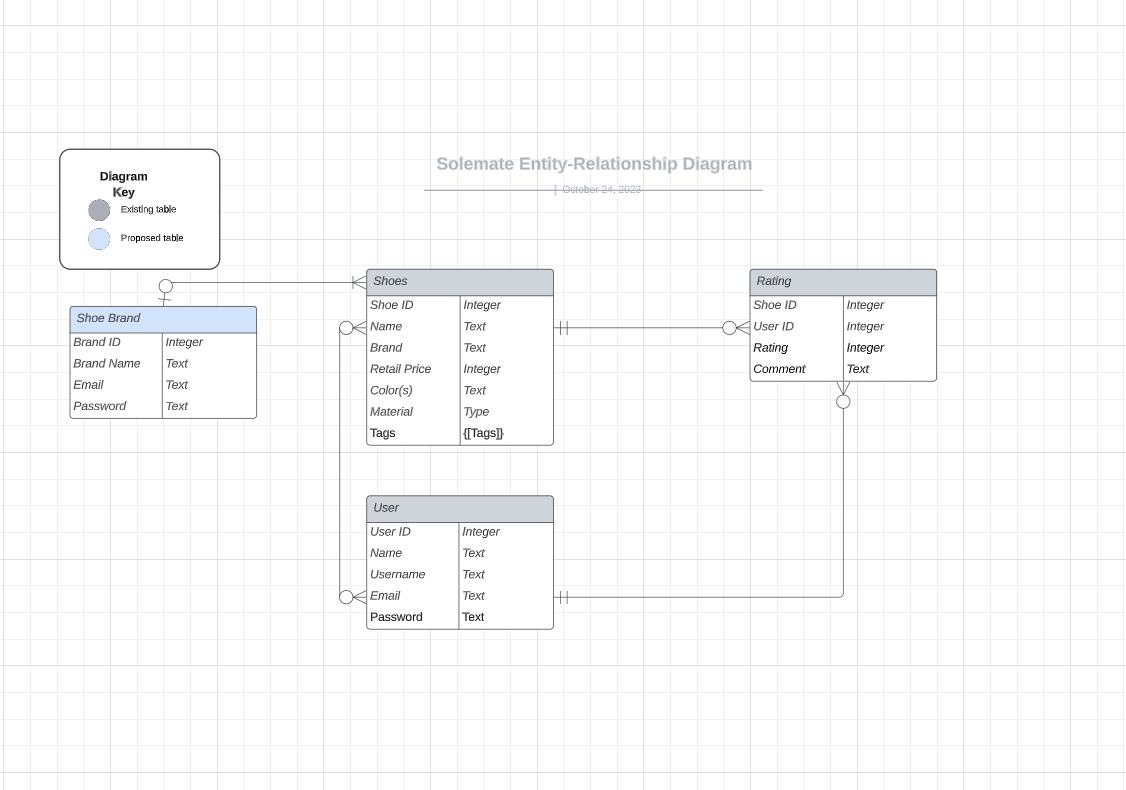 Solemate Entity-Relationship Diagram
| October 24, 2023
Diagram
Key
Existing table
Proposed table
Shoe Brand
Brand ID Integer
Brand Name Text
Email Text
Password Text
Shoes
Shoe ID Integer
Name Text
Brand Text
Retail Price Integer
Color(s) Text
Material Type
Tags {[Tags]}
Rating
Shoe ID Integer
User ID Integer
Rating Integer
Comment Text
User
User ID Integer
Name Text
Username Text
Email Text
Password Text